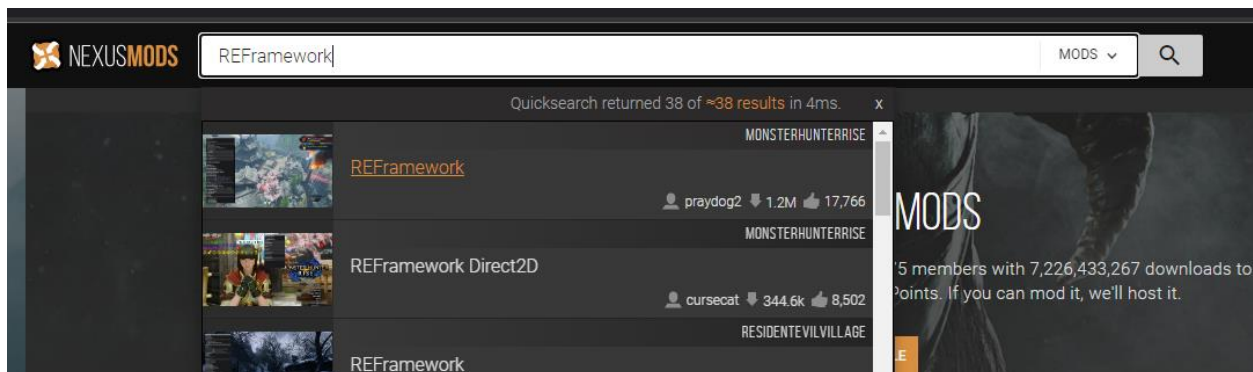 NEXUSMODS
REFramework
MODS
Quicksearch returned 38 of ≈38 results in 4ms.
x
MONSTERHUNTERRISE
REFramework
praydog2 1.2M 17,766
MONSTERHUNTERRISE
REFramework Direct2D
cursecat 344.6k 8,502
RESIDENTEVILVILLAGE
REFramework
MODS
'5 members with 7,226,433,267 downloads to
Points. If you can mod it, we'll host it.
LE